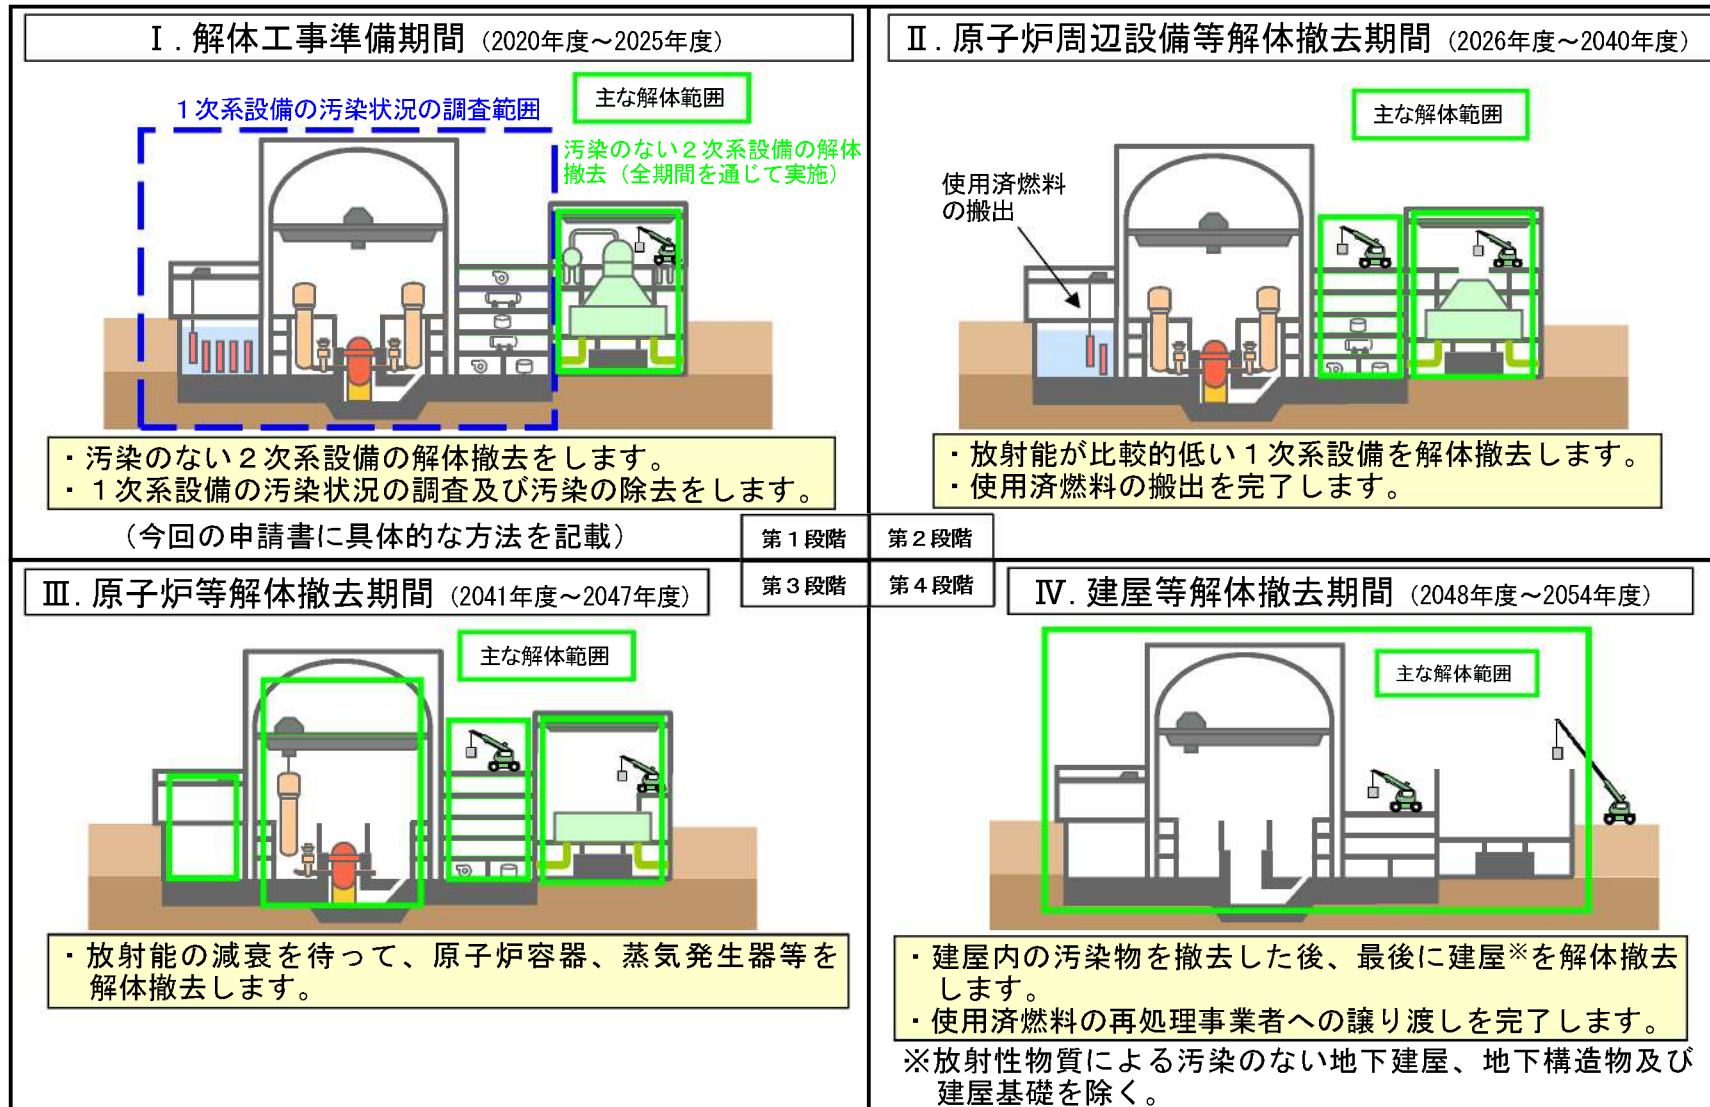 Ⅰ.解体工事準備期間（2020年度～2025年度）
１次系設備の汚染状況の調査範囲
主な解体範囲
汚染のない２次系設備の解体
撤去（全期間を通じて実施）
・汚染のない２次系設備の解体撤去をします。
・１次系設備の汚染状況の調査及び汚染の除去をします。
（今回の申請書に具体的な方法を記載）
第１段階
Ⅱ.原子炉周辺設備等解体撤去期間（2026年度～2040年度）
主な解体範囲
使用済燃料
の搬出
・放射能が比較的低い１次系設備を解体撤去します。
・使用済燃料の搬出を完了します。
第２段階
Ⅲ.原子炉等解体撤去期間（2041年度～2047年度）
第３段階
主な解体範囲
・放射能の減衰を待って、原子炉容器、蒸気発生器等を
解体撤去します。
第４段階
Ⅳ.建屋等解体撤去期間（2048年度～2054年度）
主な解体範囲
・建屋内の汚染物を撤去した後、最後に建屋※を解体撤去
します。
・使用済燃料の再処理事業者への譲り渡しを完了します。
※放射性物質による汚染のない地下建屋、地下構造物及び
建屋基礎を除く。